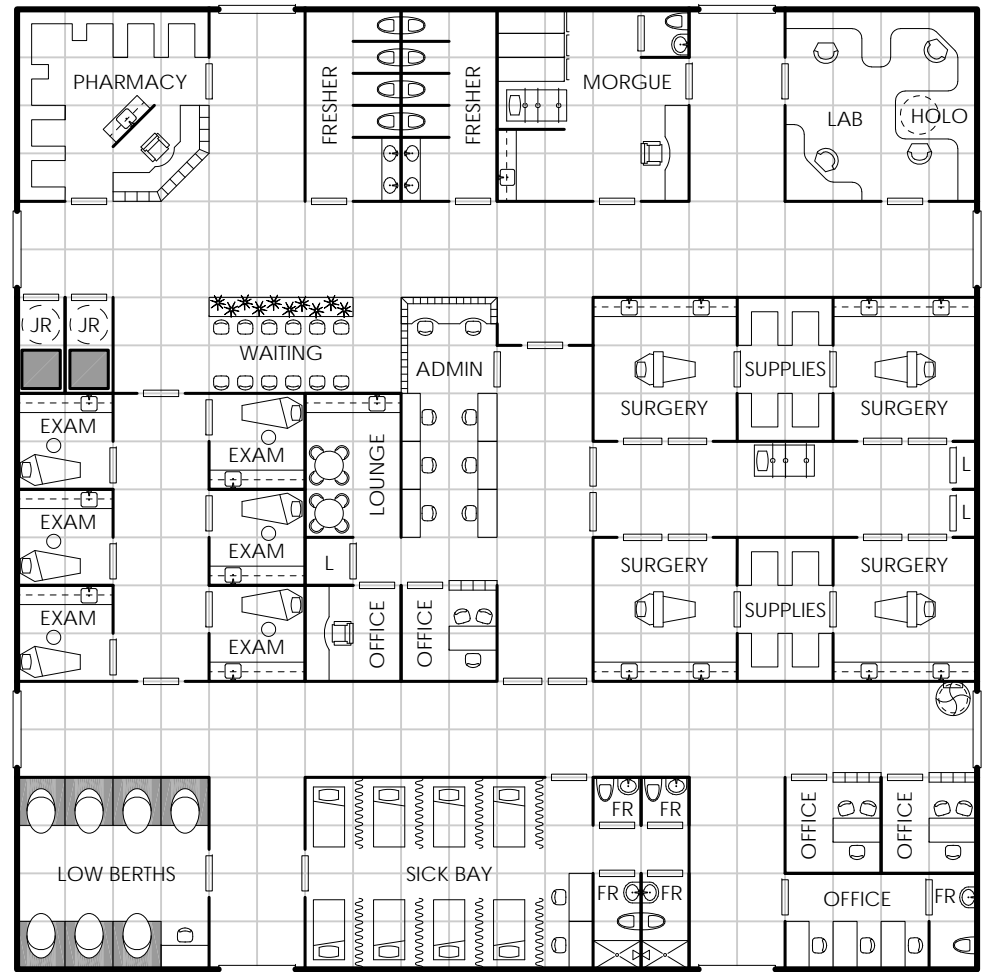 PHARMACY
FRESHER
FRESHER
MORGUE
LAB
HOLO
JR
JR
WAITING
ADMIN
SUPPLIES
SURGERY
SURGERY
EXAM
EXAM
LOUNGE
L
EXAM
EXAM
L
L
SURGERY
SURGERY
EXAM
EXAM
OFFICE
OFFICE
SUPPLIES
FR
FR
OFFICE
OFFICE
LOW BERTHS
SICK BAY
FR
FR
OFFICE
FR